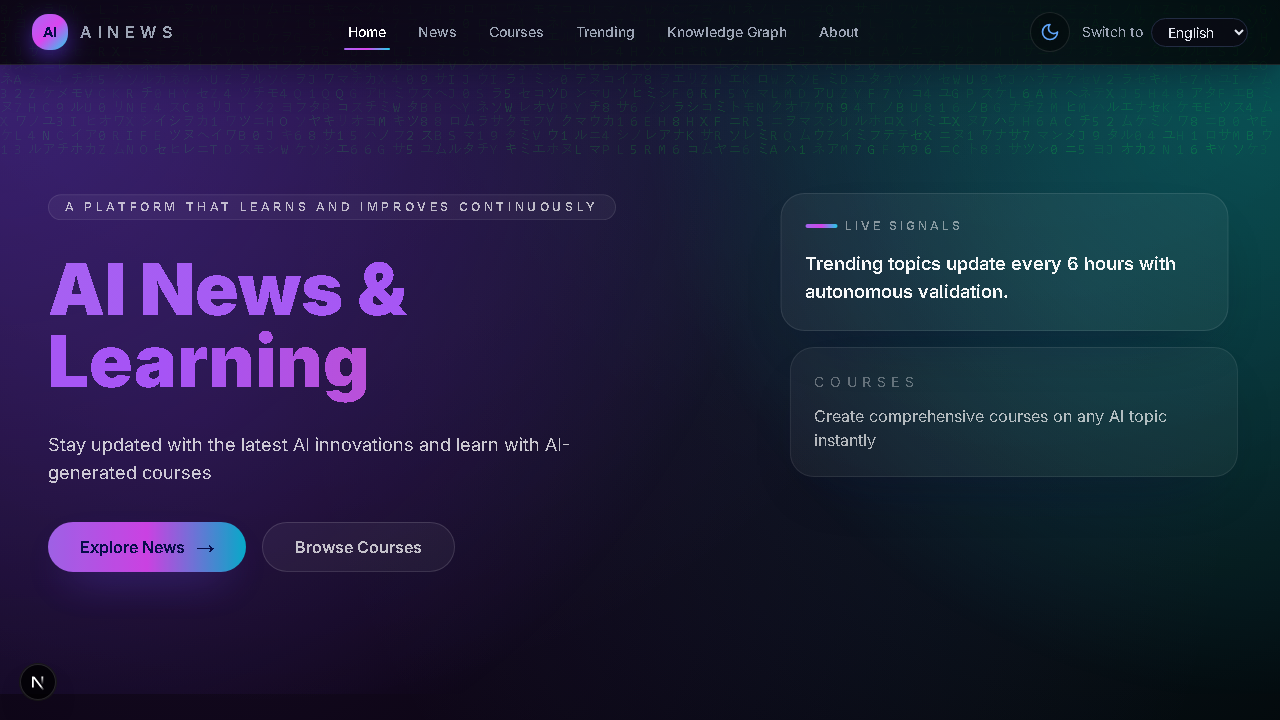 AI
AINEWS
Home
News
Courses
Trending
Knowledge Graph
About
Switch to
English
A PLATFORM THAT LEARNS AND IMPROVES CONTINUOUSLY
AI News &
Learning
Stay updated with the latest AI innovations and learn with AI-
generated courses
Explore News →
Browse Courses
LIVE SIGNALS
Trending topics update every 6 hours with
autonomous validation.
COURSES
Create comprehensive courses on any AI topic
instantly
N